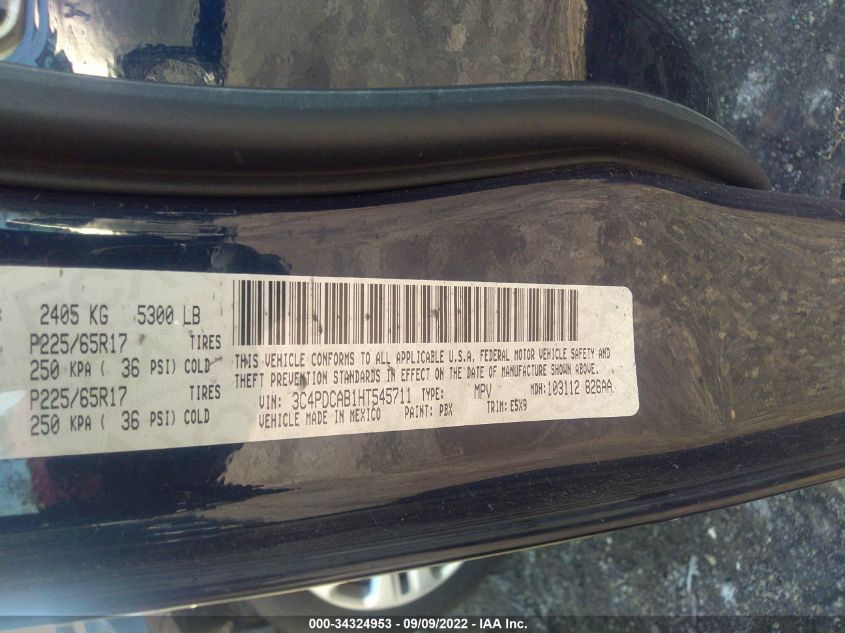 2405 KG 5300 LB
P225/65R17 TIRES
250 KPA ( 36 PSI) COLD
P225/65R17 TIRES
250 KPA ( 36 PSI) COLD
THIS VEHICLE CONFORMS TO ALL APPLICABLE U.S.A. FEDERAL MOTOR VEHICLE SAFETY AND
THEFT PREVENTION STANDARDS IN EFFECT ON THE DATE OF MANUFACTURE SHOWN ABOVE.
VIN: 3C4PDCAB1HT545711 TYPE: MPV MDH: 103112 826AA
VEHICLE MADE IN MEXICO PAINT: PBX TRIM: E5X9
000-34324953 - 09/09/2022 - IAA Inc.